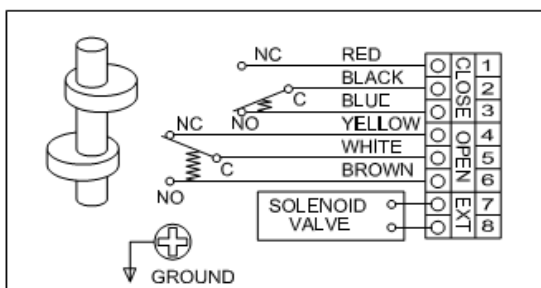 NC RED 1
BLACK 2
C
BLUE 3
NO
NC YELLOW 4
WHITE 5
C
BROWN 6
NO
CLOSE
OPEN
EXT
SOLENOID 7
VALVE 8
GROUND